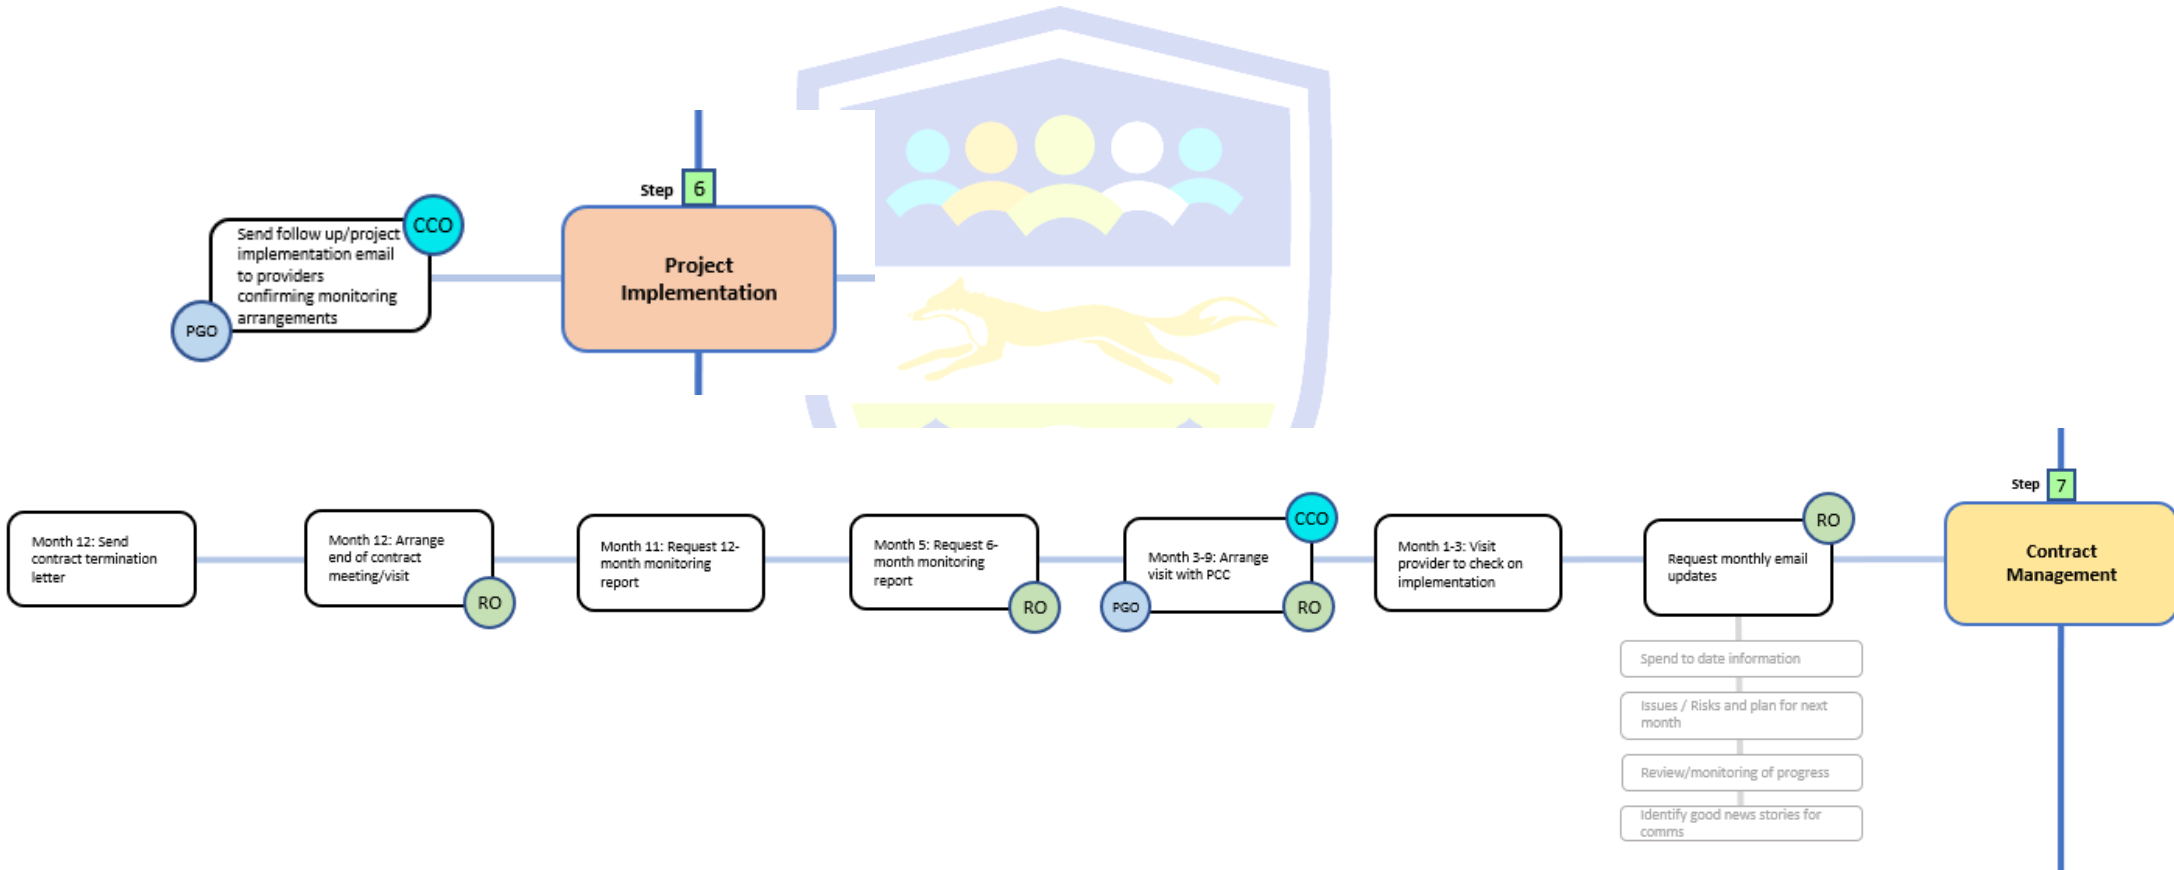 Step 6
CCO
Send follow up/project
implementation email
to providers
confirming monitoring
arrangements
PGO
Project
Implementation
Step 7
Month 12: Send
contract termination
letter
Month 12: Arrange
end of contract
meeting/visit
RO
Month 11: Request 12-
month monitoring
report
Month 5: Request 6-
month monitoring
report
RO
CCO
Month 3-9: Arrange
visit with PCC
PGO
RO
Month 1-3: Visit
provider to check on
implementation
RO
Request monthly email
updates
Contract
Management
Spend to date information
Issues / Risks and plan for next
month
Review/monitoring of progress
Identify good news stories for
comms